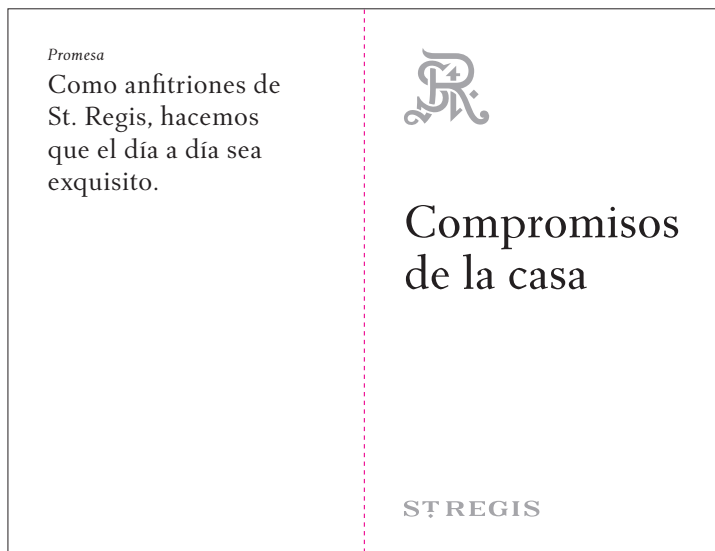 Promesa
Como anfitriones de
St. Regis, hacemos
que el día a día sea
exquisito.
Compromisos
de la casa
ST. REGIS